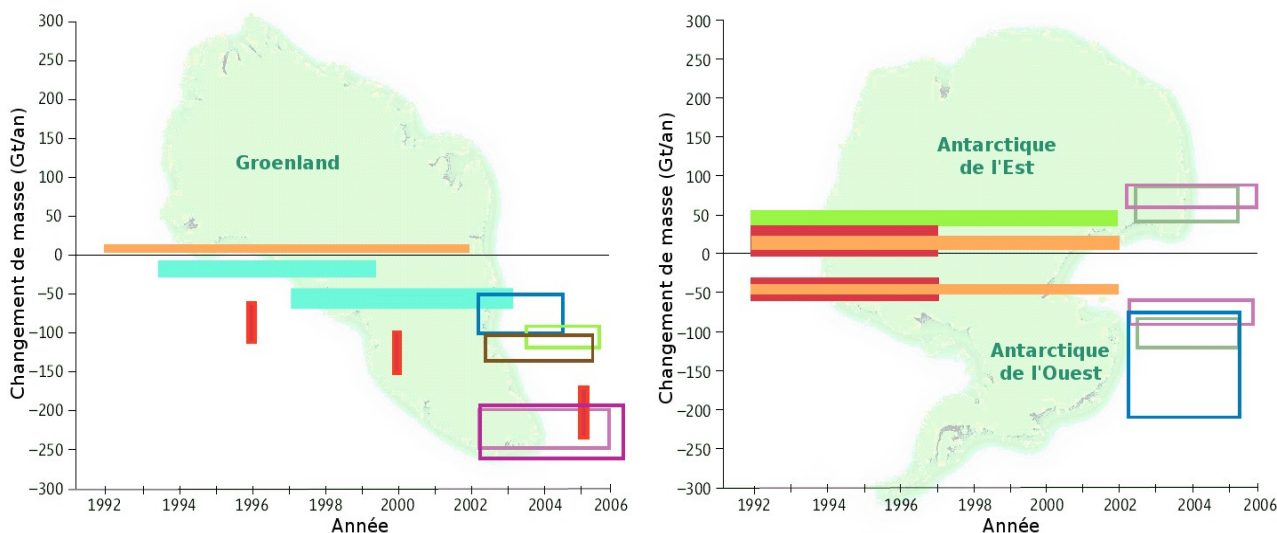 Changement de masse (Gt/an)
300
250
200
150
100
50
0
−50
−100
−150
−200
−250
−300
Groenland
1992 1994 1996 1998 2000 2002 2004 2006
Année
Changement de masse (Gt/an)
300
250
200
150
100
50
0
−50
−100
−150
−200
−250
−300
Antarctique
de l'Est
Antarctique
de l'Ouest
1992 1994 1996 1998 2000 2002 2004 2006
Année